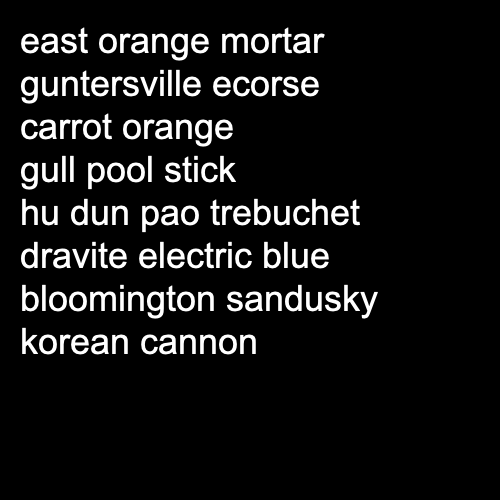 east orange mortar
guntersville ecorse
carrot orange
gull pool stick
hu dun pao trebuchet
dravite electric blue
bloomington sandusky
korean cannon